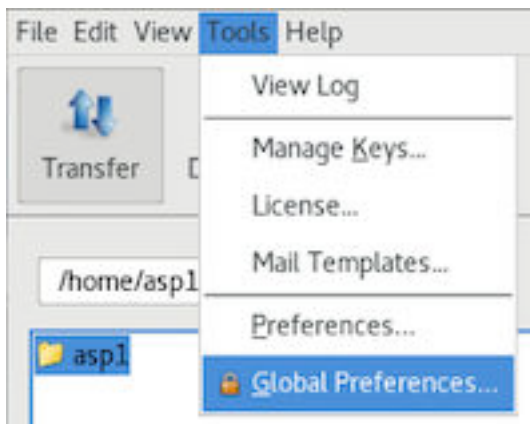 File Edit View Tools Help
View Log
Transfer
Manage Keys...
License...
Mail Templates...
/home/asp1
Preferences...
asp1
Global Preferences...